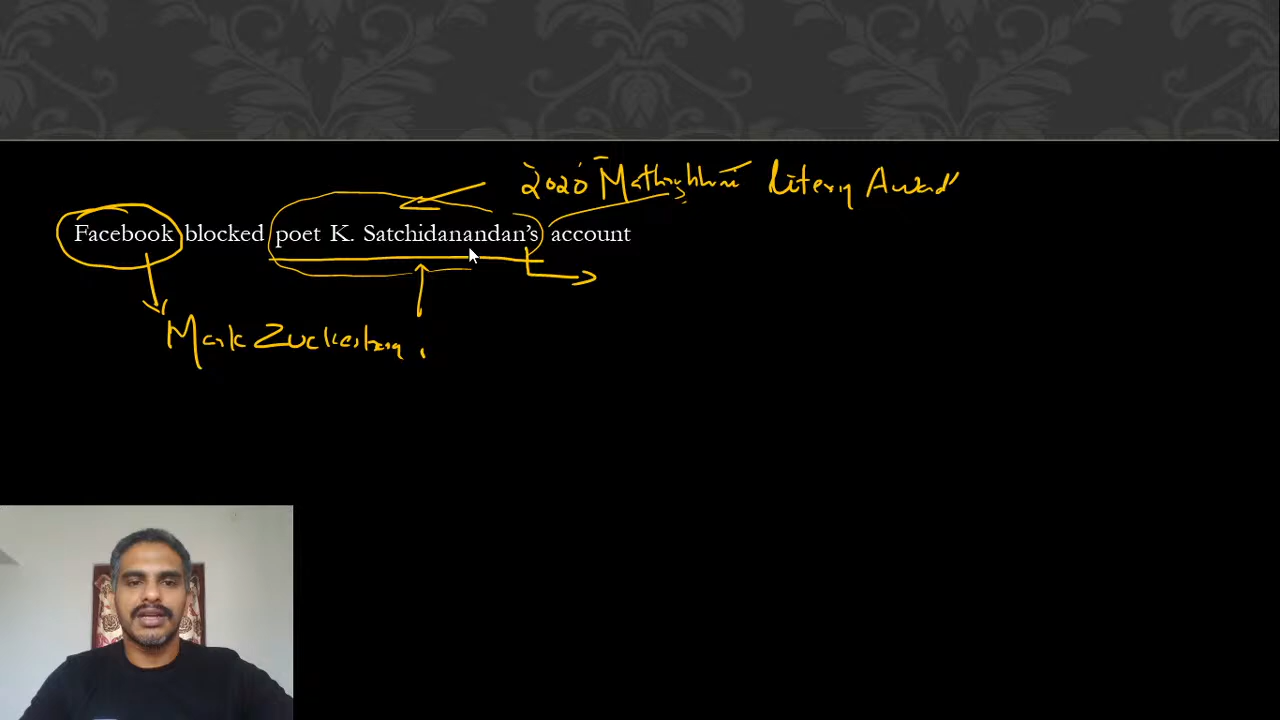 2020 Mathrubhumi Literary Award
Facebook blocked poet K. Satchidanandan's account
Mark Zuckerberg